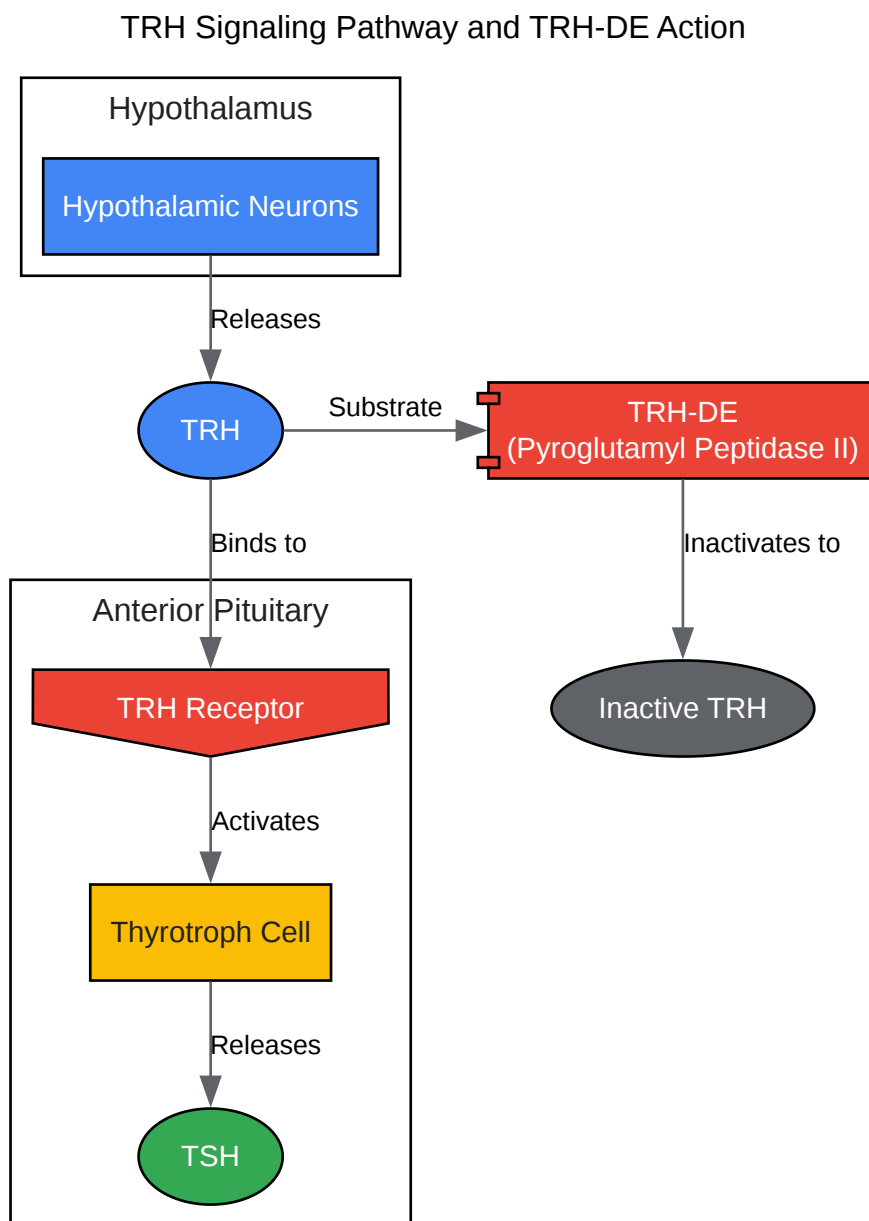 TRH Signaling Pathway and TRH-DE Action
Hypothalamus
Hypothalamic Neurons
Releases
TRH
Substrate
TRH-DE
(Pyroglutamyl Peptidase II)
Binds to
Inactivates to
Anterior Pituitary
TRH Receptor
Inactive TRH
Activates
Thyrotroph Cell
Releases
TSH